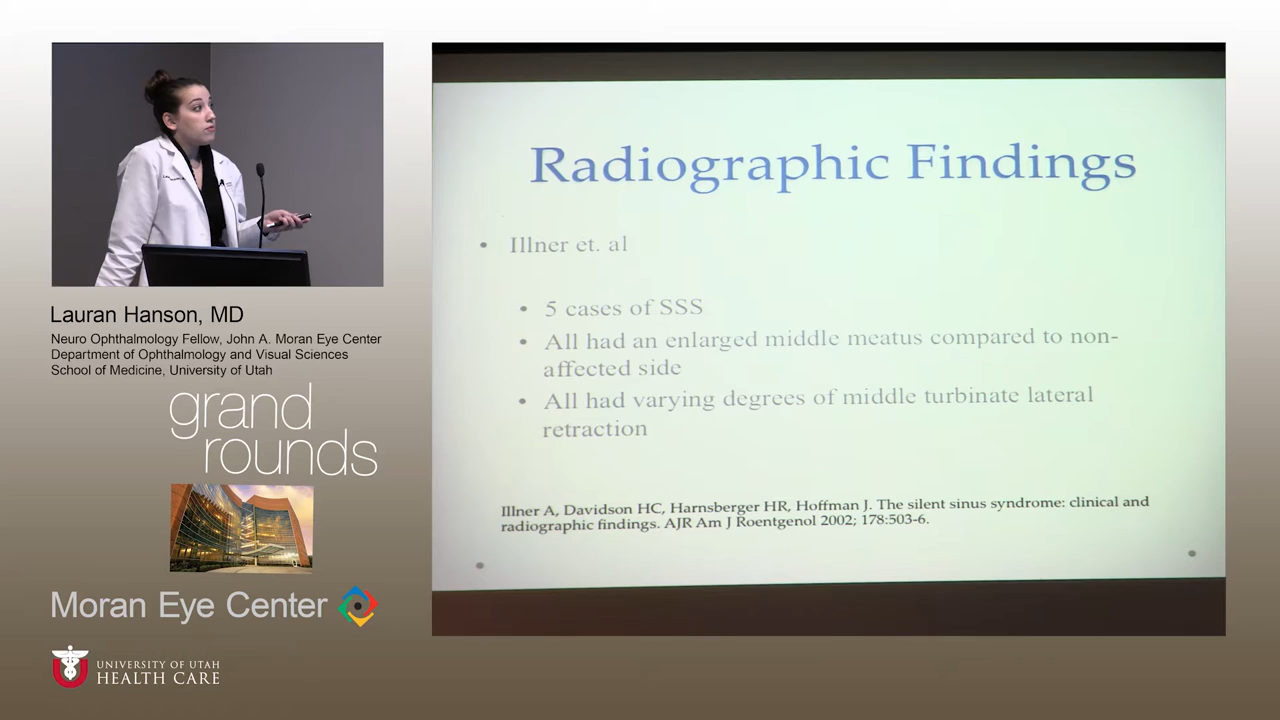 Radiographic Findings
• Illner et. al
• 5 cases of SSS
• All had an enlarged middle meatus compared to non-
affected side
• All had varying degrees of middle turbinate lateral
retraction
Illner A, Davidson HC, Harnsberger HR, Hoffman J. The silent sinus syndrome: clinical and
radiographic findings. AJR Am J Roentgenol 2002; 178:503-6.
Lauran Hanson, MD
Neuro Ophthalmology Fellow, John A. Moran Eye Center
Department of Ophthalmology and Visual Sciences
School of Medicine, University of Utah
grand
rounds
Moran Eye Center
UNIVERSITY OF UTAH
HEALTH CARE